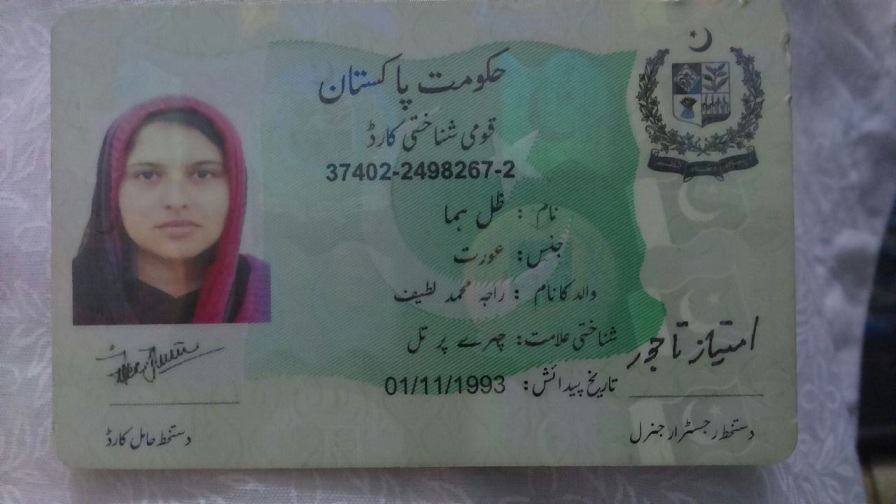 حکومت پاکستان
قومی شناختی کارڈ
37402-2498267-2
نام : ظل ہما
جنس: عورت
والد کا نام : راجہ محمد لطیف
شناختی علامت: چہرے پر تل
تاریخ پیدائش: 01/11/1993
امتیاز تاجور
دستخط رجسٹرار جنرل
دستخط حامل کارڈ